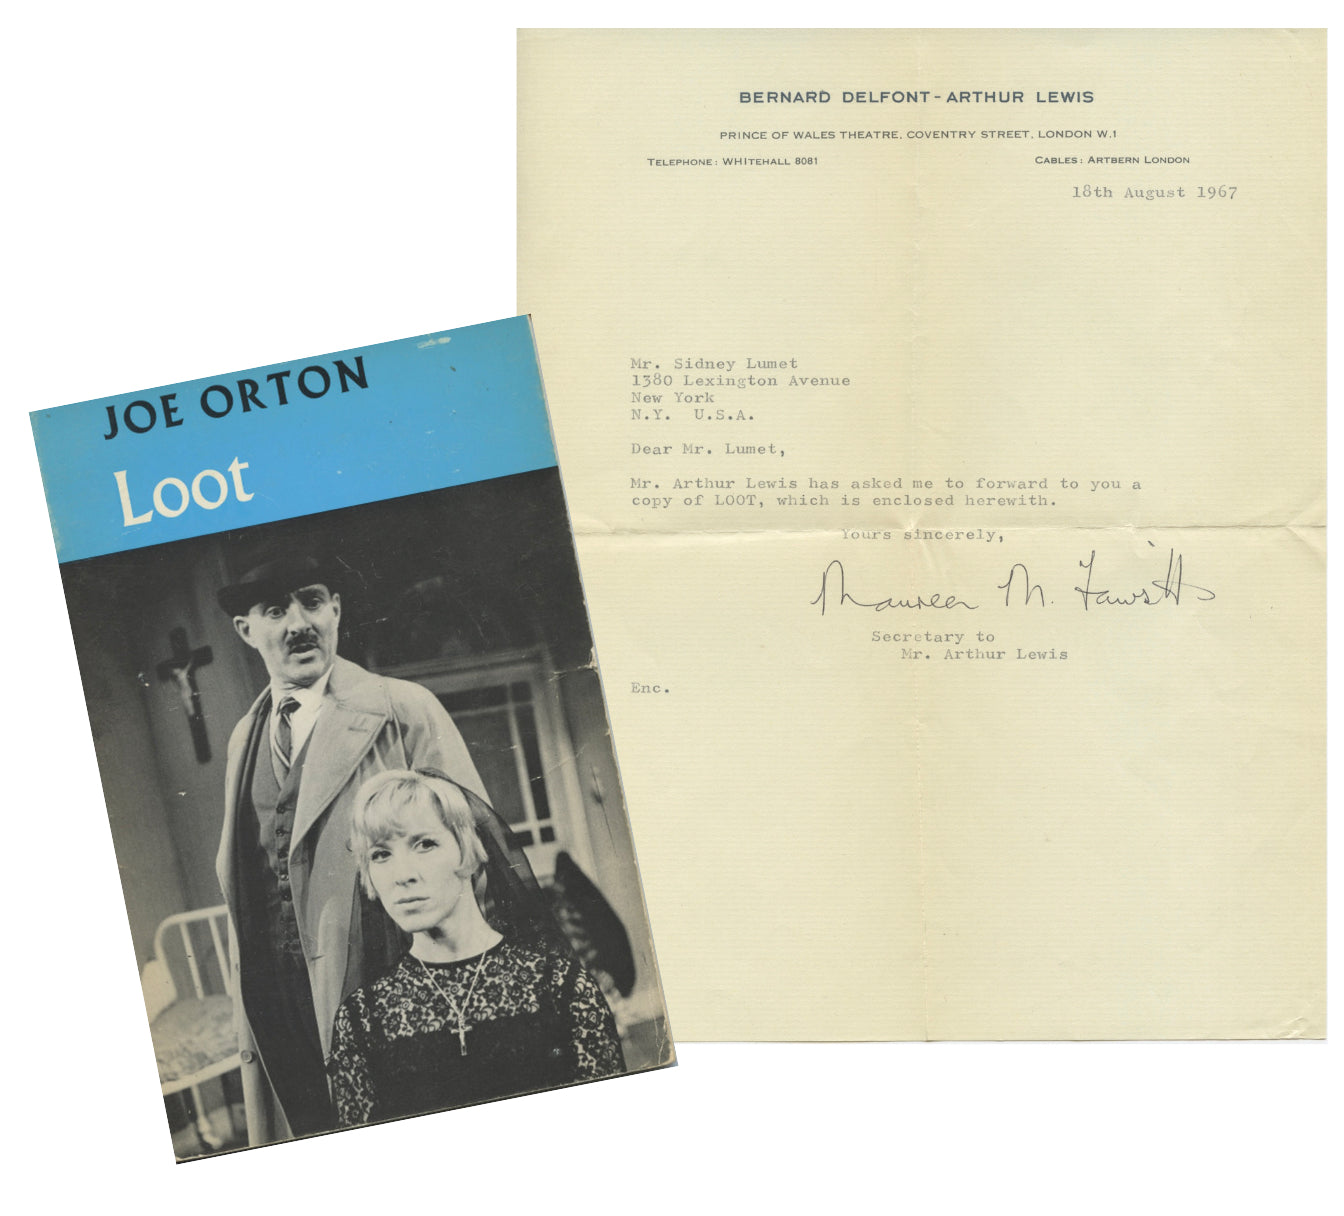 JOE ORTON
Loot
BERNARD DELFONT - ARTHUR LEWIS
PRINCE OF WALES THEATRE, COVENTRY STREET, LONDON W.1
TELEPHONE: WHITEHALL 8081
CABLES: ARTBERN LONDON
18th August 1967
Mr. Sidney Lumet
1380 Lexington Avenue
New York
N.Y. U.S.A.
Dear Mr. Lumet,
Mr. Arthur Lewis has asked me to forward to you a
copy of LOOT, which is enclosed herewith.
Yours sincerely,
Maureen M. Fawsitt
Secretary to
Mr. Arthur Lewis
Enc.